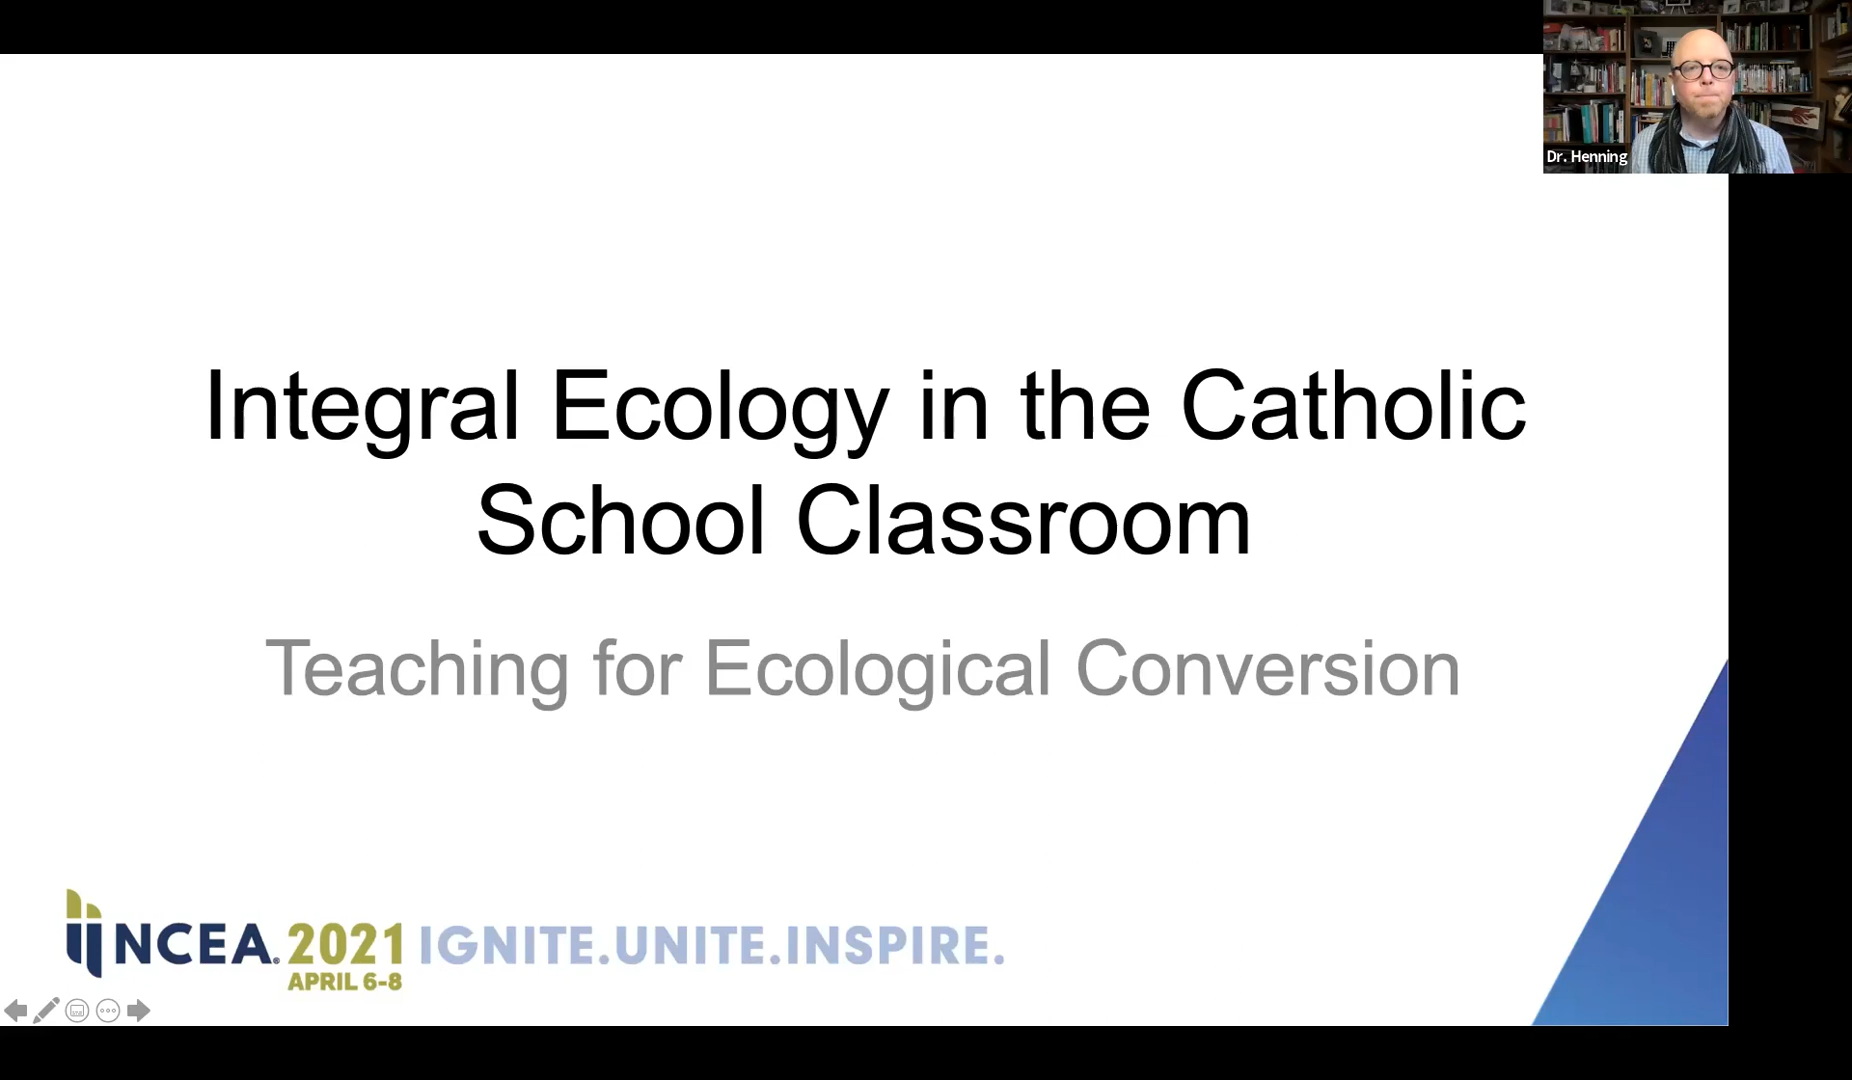 Dr. Henning
Integral Ecology in the Catholic
School Classroom
Teaching for Ecological Conversion
NCEA® 2021 IGNITE.UNITE.INSPIRE.
APRIL 6-8